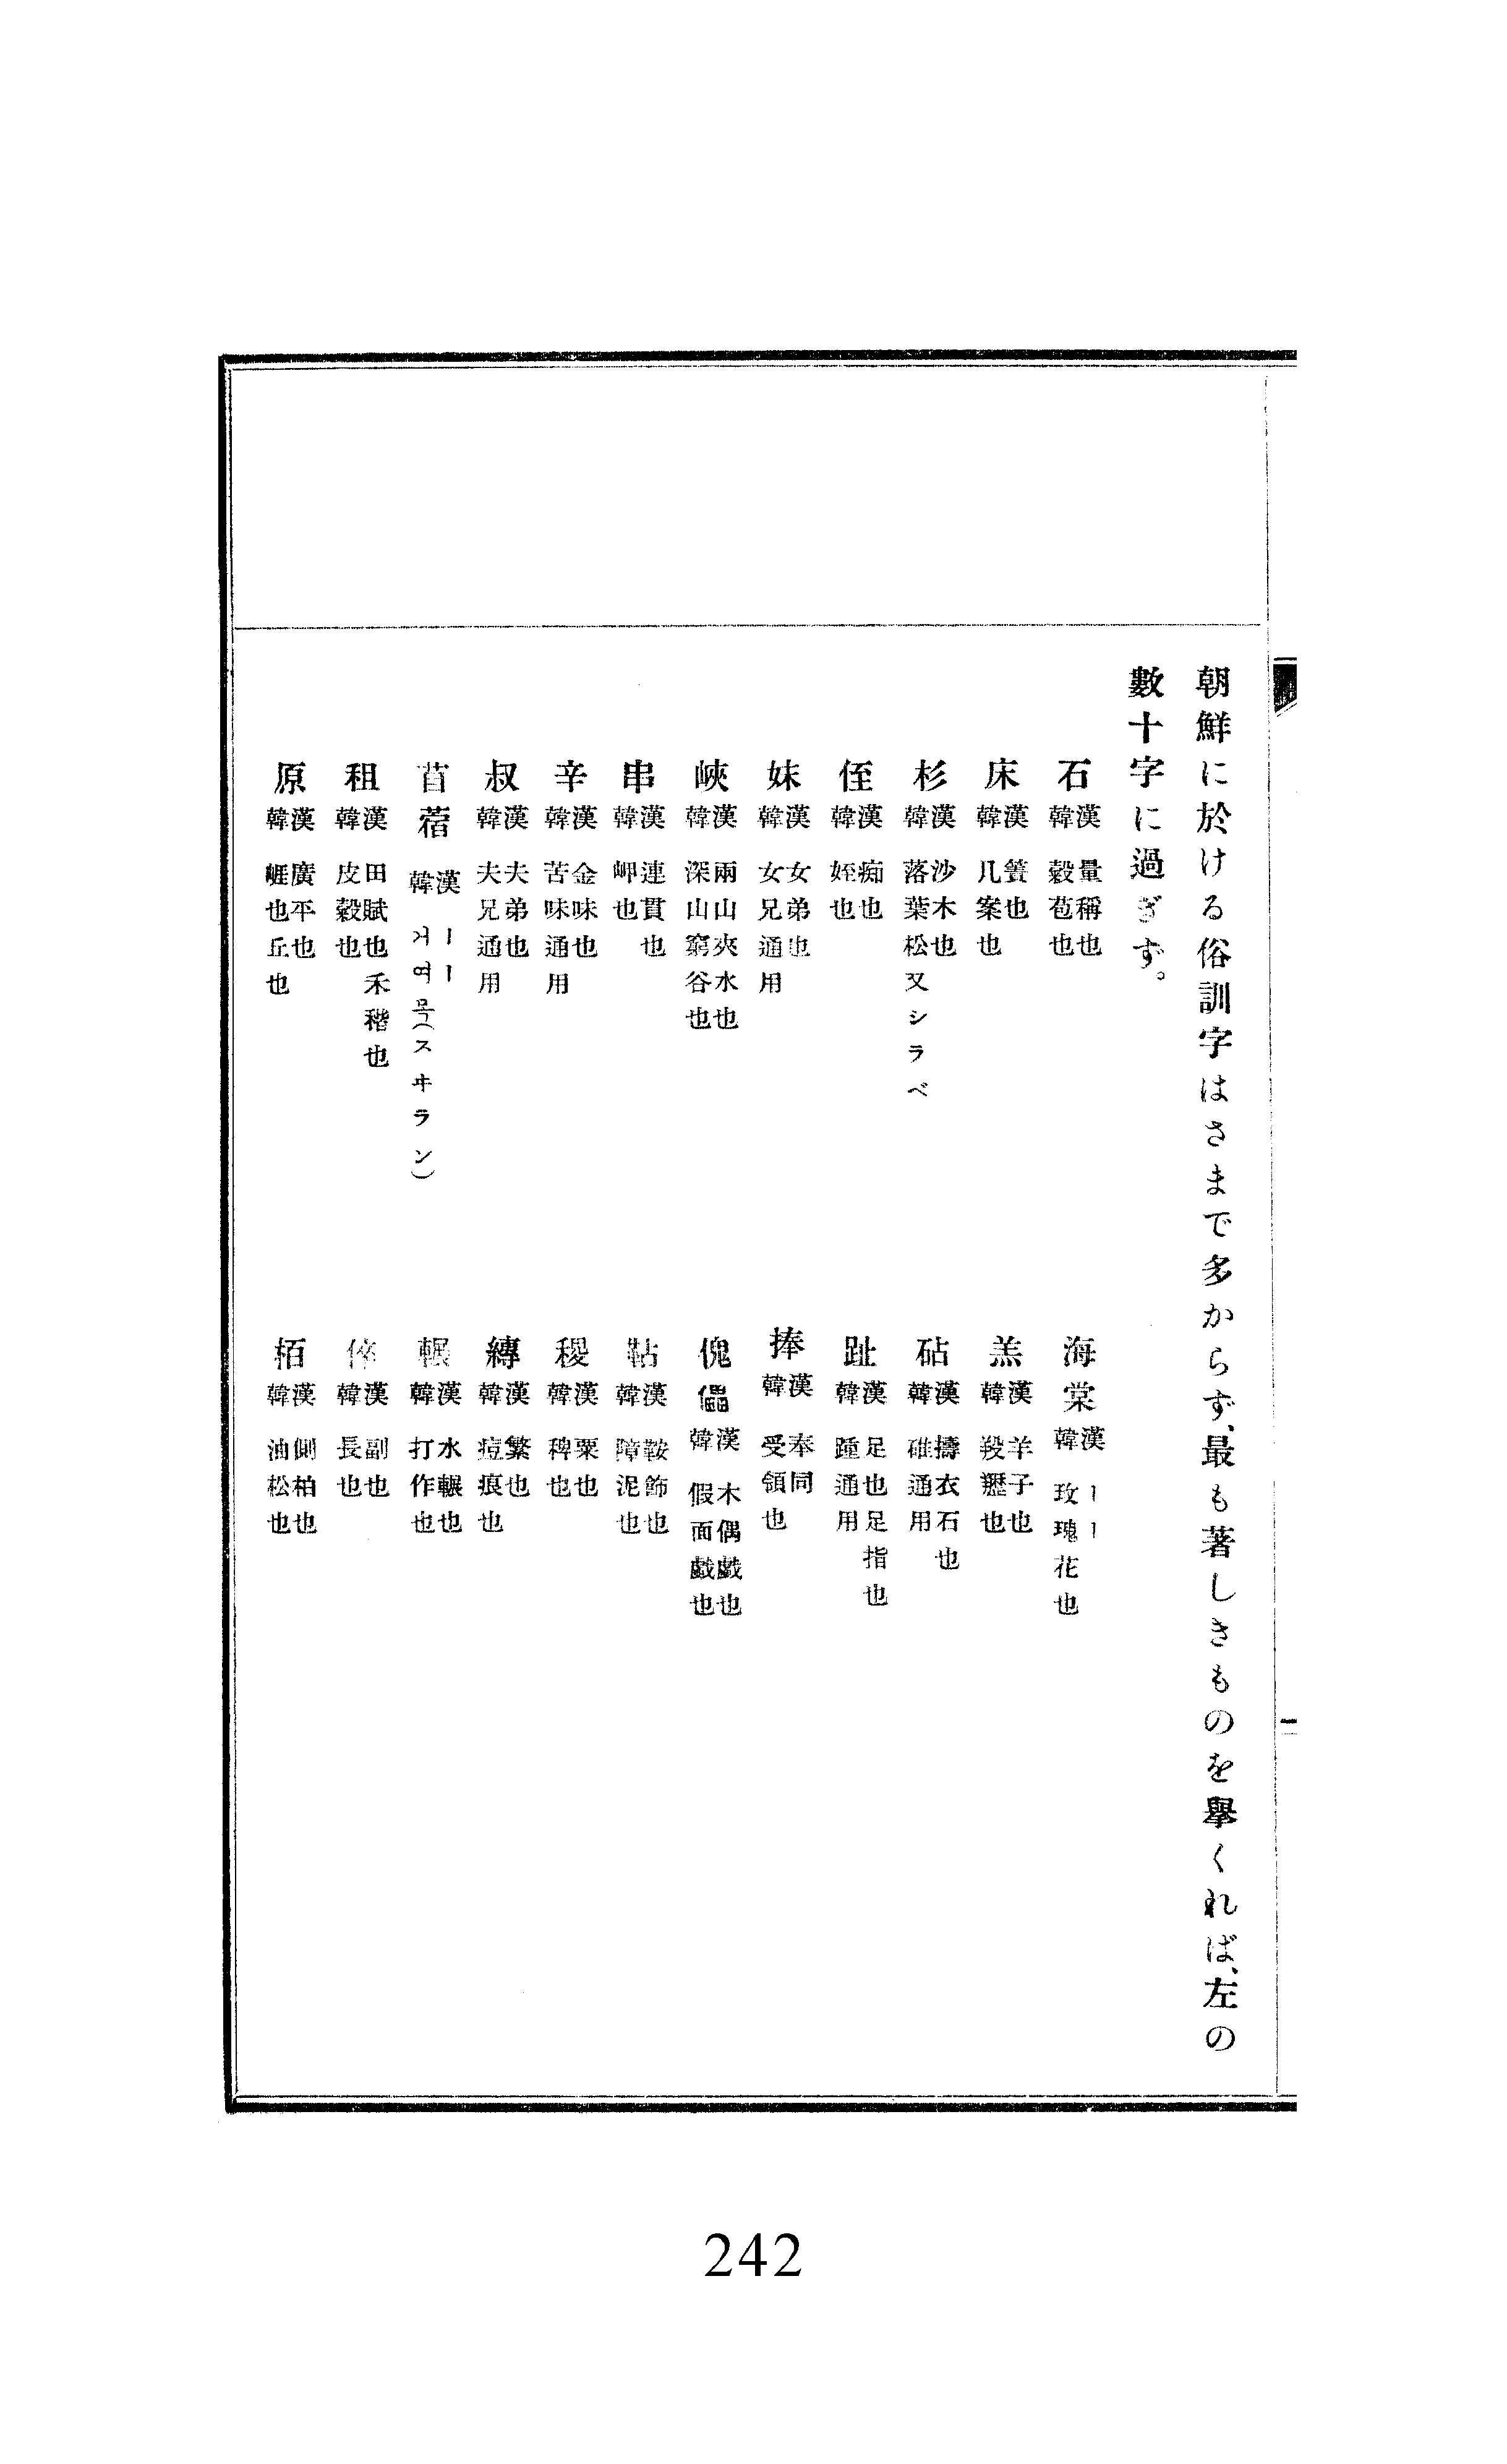 朝鮮に於ける俗訓字はさまで多からず、最も著しきものを擧くれば、左の
數十字に過ぎず。
石 漢 量稱也
韓 穀苞也
床 漢 簀也
韓 几案也
杉 漢 沙木也
韓 落葉松又シラベ
侄 漢 痴也
韓 姪也
妹 漢 女弟也
韓 女兄通用
峽 漢 兩山夾水也
韓 深山窮谷也
串 漢 連貫也
韓 岬也
辛 漢 金味也
韓 苦味通用
叔 漢 夫弟也
韓 夫兄通用
苜蓿 漢 ーー
韓 거여목(スヰラン)
租 漢 田賦也禾稭也
韓 皮穀也
原 漢 廣平也
韓 崕也丘也
海棠 漢 ーー
韓 玫瑰花也
羔 漢 羊子也
韓 羖䍽也
砧 漢 擣衣石也
韓 碓通用
趾 漢 足也足指也
韓 踵通用
捧 漢 奉同
韓 受領也
傀儡 漢 木偶戱也
韓 假面戱也
鞊 漢 鞍飾也
韓 障泥也
稷 漢 粟也
韓 稗也
縳 漢 繁也
韓 痘痕也
輾 漢 水輾也
韓 打作也
倅 漢 副也
韓 長也
栢 漢 側柏也
韓 油松也
242